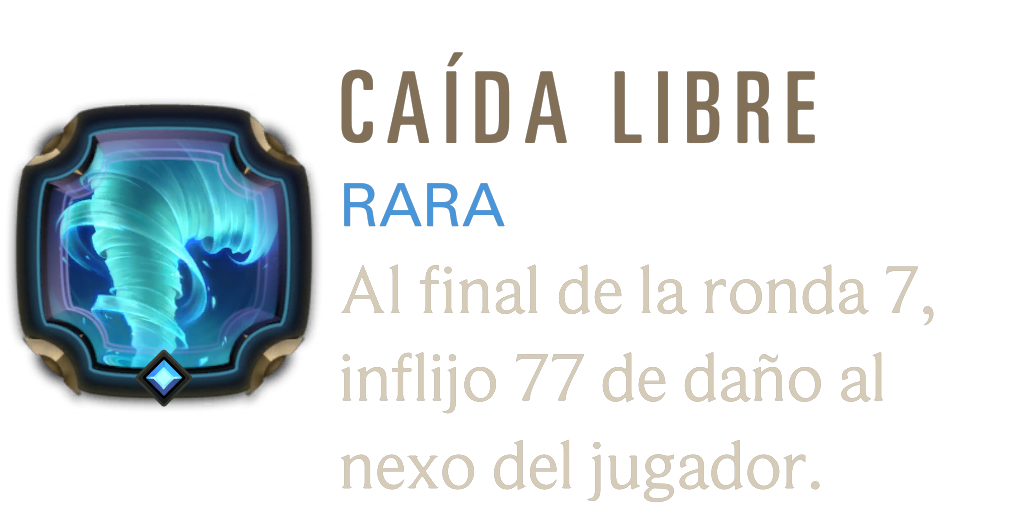 CAÍDA LIBRE
RARA
Al final de la ronda 7,
inflijo 77 de daño al
nexo del jugador.